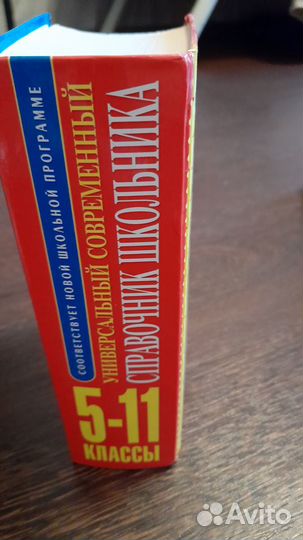 СООТВЕТСТВУЕТ НОВОЙ ШКОЛЬНОЙ ПРОГРАММЕ
УНИВЕРСАЛЬНЫЙ СОВРЕМЕННЫЙ
СПРАВОЧНИК ШКОЛЬНИКА
5-11
КЛАССЫ
Avito